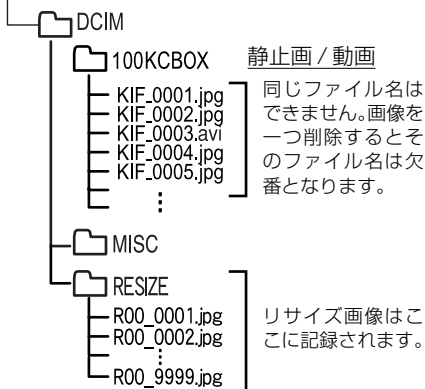 DCIM
100KCBOX
静止画 / 動画
KIF_0001.jpg
KIF_0002.jpg
KIF_0003.avi
KIF_0004.jpg
KIF_0005.jpg
同じファイル名は
できません。画像を
一つ削除するとそ
のファイル名は欠
番となります。
MISC
RESIZE
R00_0001.jpg
R00_0002.jpg
R00_9999.jpg
リサイズ画像はこ
こに記録されます。